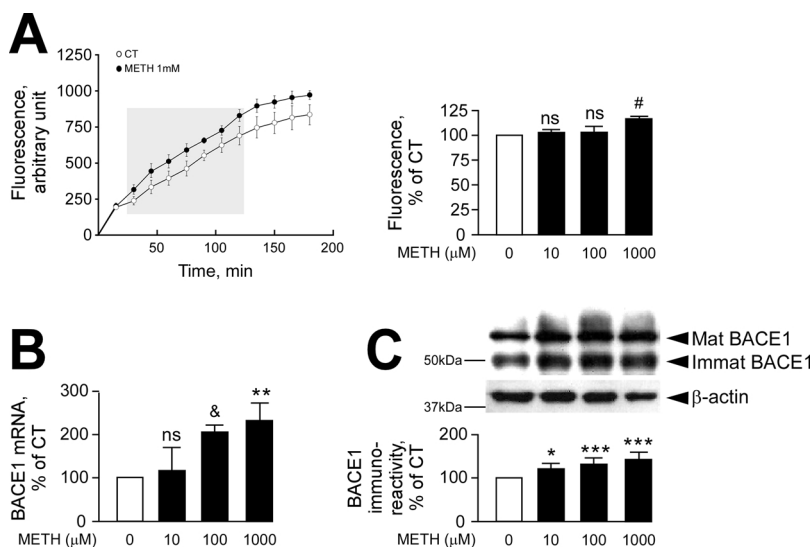 A
CT
METH 1mM
Fluorescence,
arbitrary unit
1250
1000
750
500
250
0
50
100
150
200
Time, min
Fluorescence,
% of CT
125
100
75
50
25
0
ns
ns
#
METH (μM)
0
10
100
1000
B
BACE1 mRNA,
% of CT
300
200
100
0
ns
&
**
METH (μM)
0
10
100
1000
C
Mat BACE1
50kDa
Immat BACE1
β-actin
37kDa
BACE1
immuno-
reactivity,
% of CT
200
100
0
*
***
***
METH (μM)
0
10
100
1000